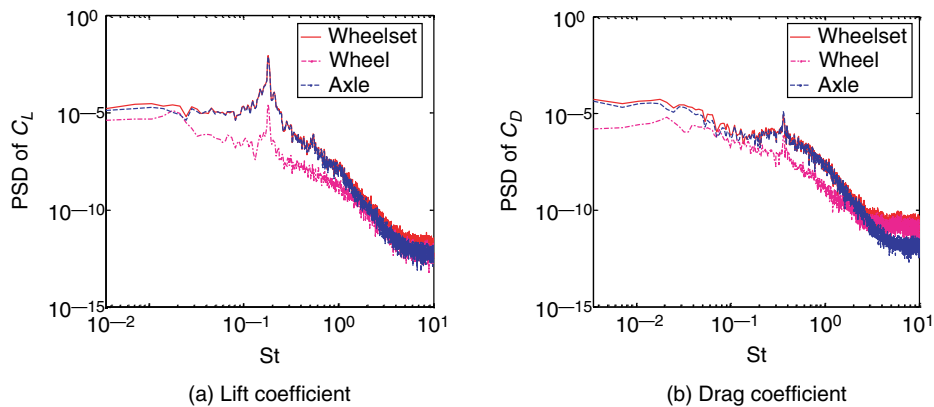 10^0
Wheelset
Wheel
Axle
10^–5
10^–10
10^–15
PSD of C_L
10^–2
10^–1
10^0
10^1
St
(a) Lift coefficient
10^0
Wheelset
Wheel
Axle
10^–5
10^–10
10^–15
PSD of C_D
10^–2
10^–1
10^0
10^1
St
(b) Drag coefficient